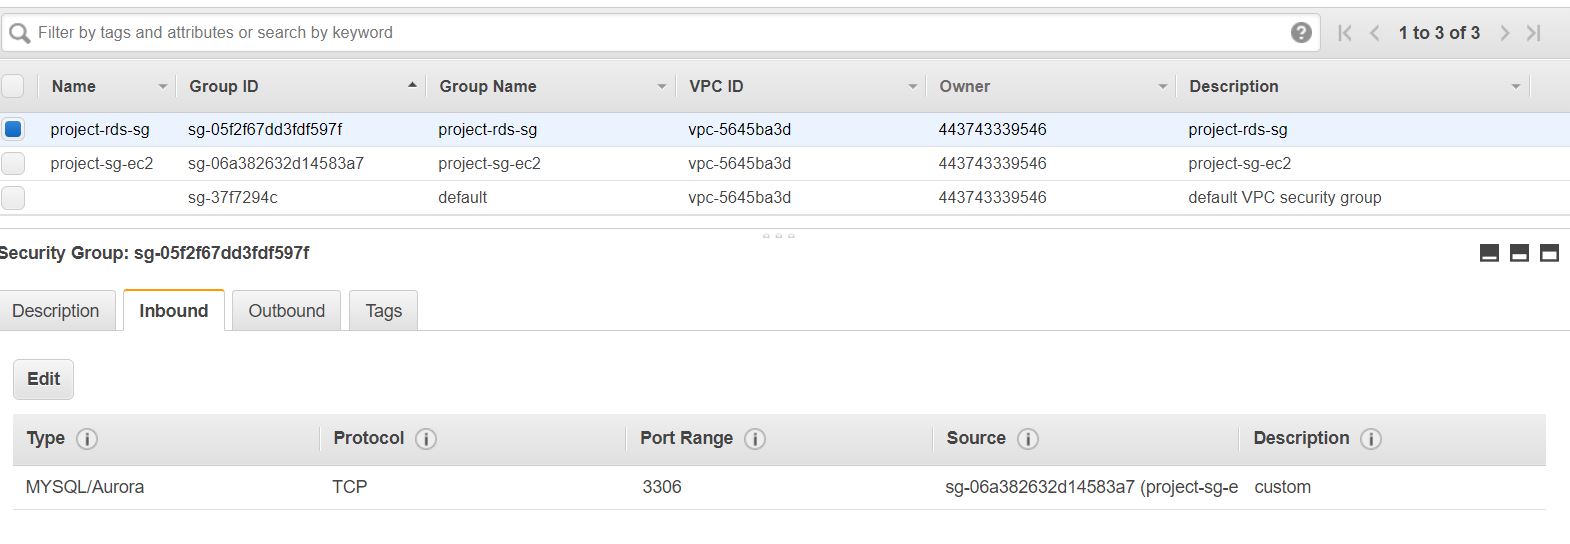 Filter by tags and attributes or search by keyword ? 1 to 3 of 3
Name Group ID Group Name VPC ID Owner Description
project-rds-sg sg-05f2f67dd3fdf597f project-rds-sg vpc-5645ba3d 443743339546 project-rds-sg
project-sg-ec2 sg-06a382632d14583a7 project-sg-ec2 vpc-5645ba3d 443743339546 project-sg-ec2
sg-37f7294c default vpc-5645ba3d 443743339546 default VPC security group
Security Group: sg-05f2f67dd3fdf597f
Description Inbound Outbound Tags
Edit
Type i Protocol i Port Range i Source i Description i
MYSQL/Aurora TCP 3306 sg-06a382632d14583a7 (project-sg-e custom